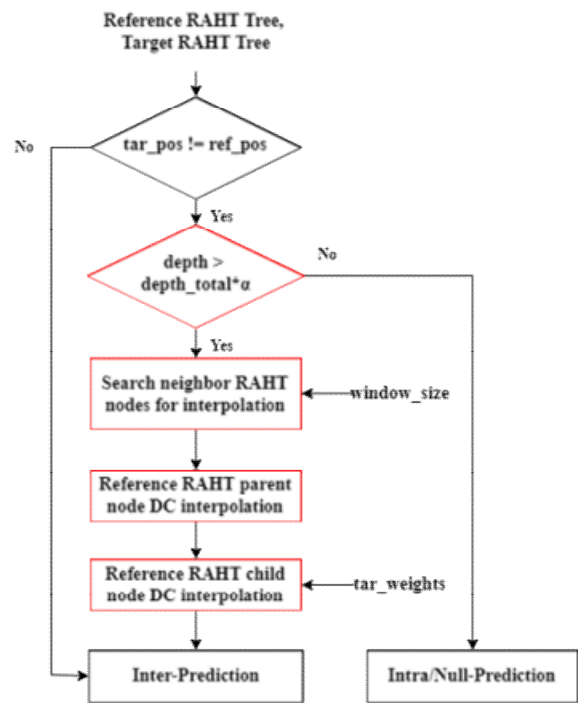 Reference RAHT Tree,
Target RAHT Tree
No
tar_pos != ref_pos
Yes
depth >
depth_total*α
No
Yes
Search neighbor RAHT
nodes for interpolation
window_size
Reference RAHT parent
node DC interpolation
Reference RAHT child
node DC interpolation
tar_weights
Inter-Prediction
Intra/Null-Prediction